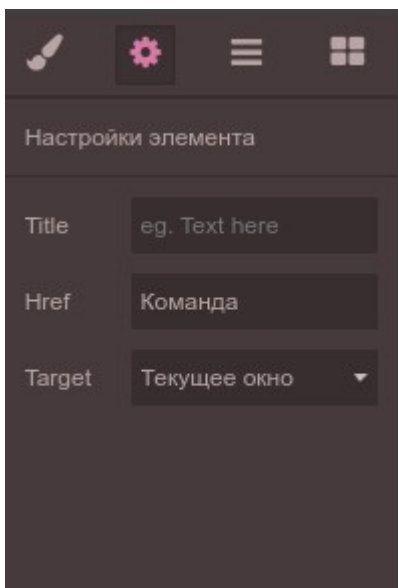 Настройки элемента
Title eg. Text here
Href Команда
Target Текущее окно